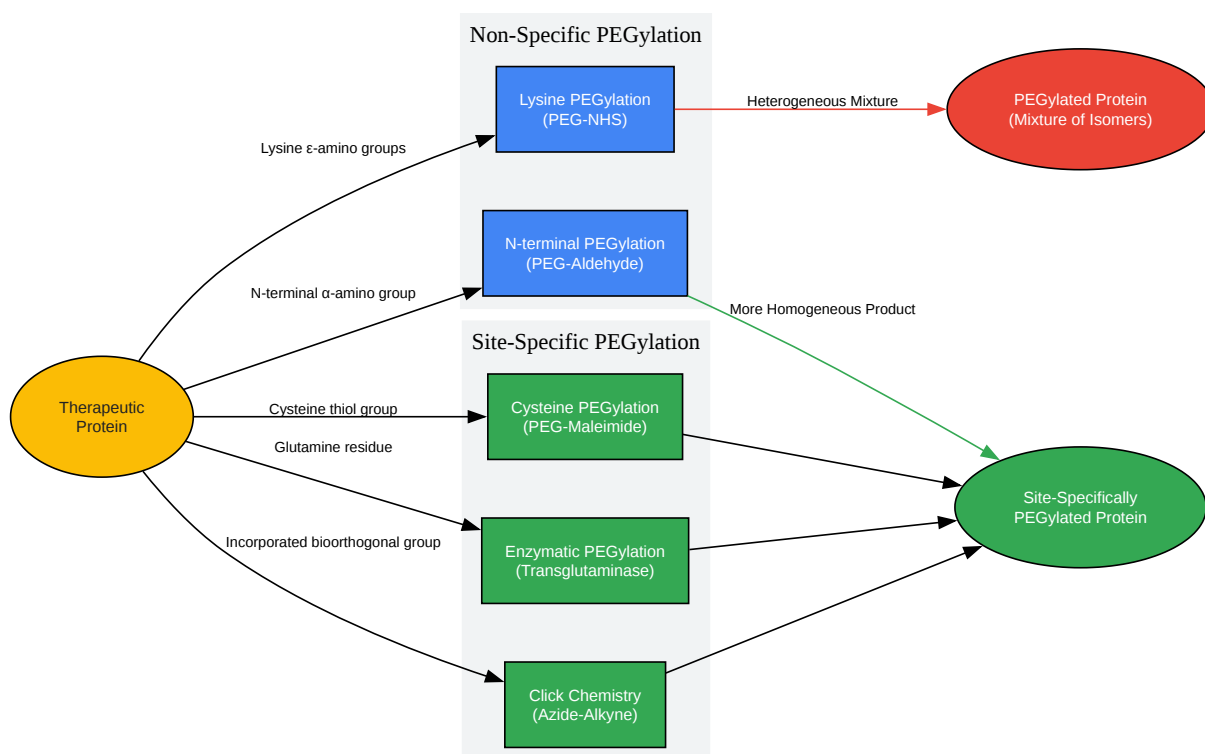 Non-Specific PEGylation
Lysine PEGylation
(PEG-NHS)
Heterogeneous Mixture
PEGylated Protein
(Mixture of Isomers)
Lysine ε-amino groups
N-terminal PEGylation
(PEG-Aldehyde)
N-terminal α-amino group
More Homogeneous Product
Site-Specific PEGylation
Therapeutic
Protein
Cysteine thiol group
Cysteine PEGylation
(PEG-Maleimide)
Glutamine residue
Site-Specifically
PEGylated Protein
Incorporated bioorthogonal group
Enzymatic PEGylation
(Transglutaminase)
Click Chemistry
(Azide-Alkyne)